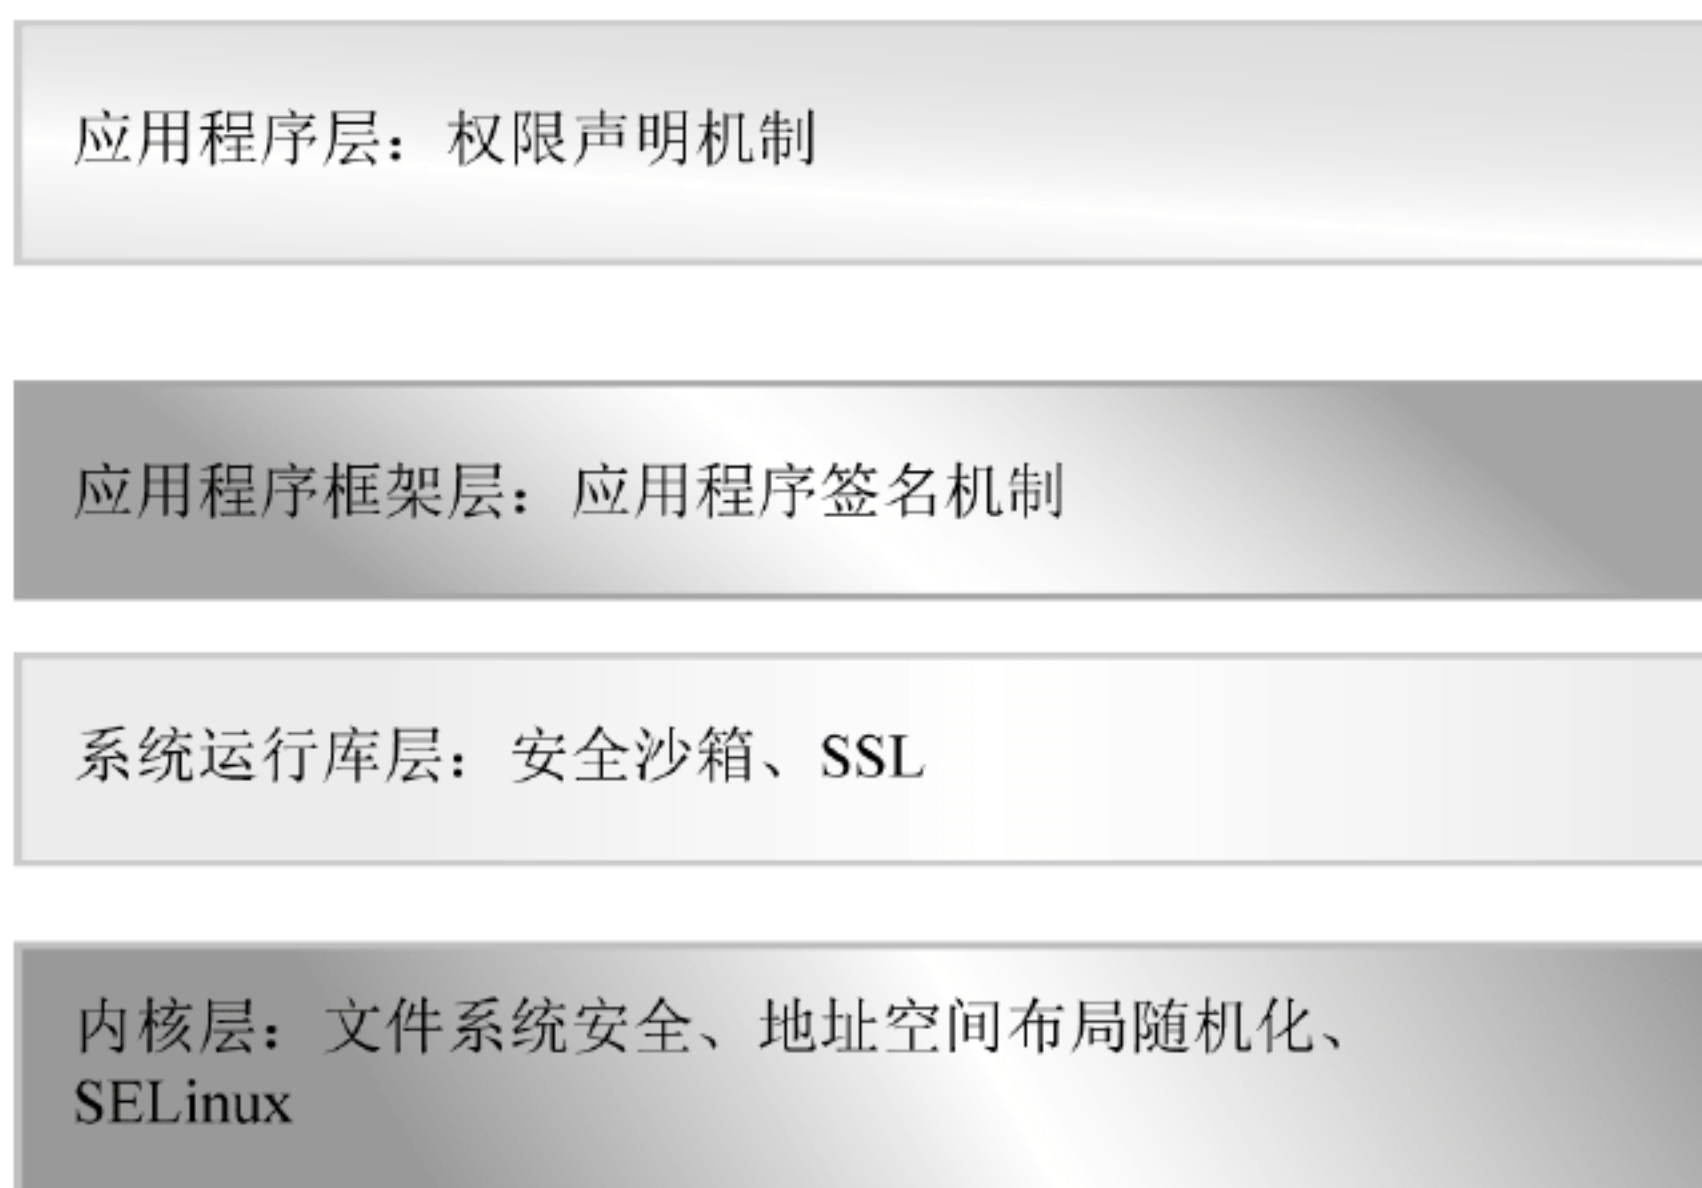 应用程序层：权限声明机制
应用程序框架层：应用程序签名机制
系统运行库层：安全沙箱、SSL
内核层：文件系统安全、地址空间布局随机化、
SELinux